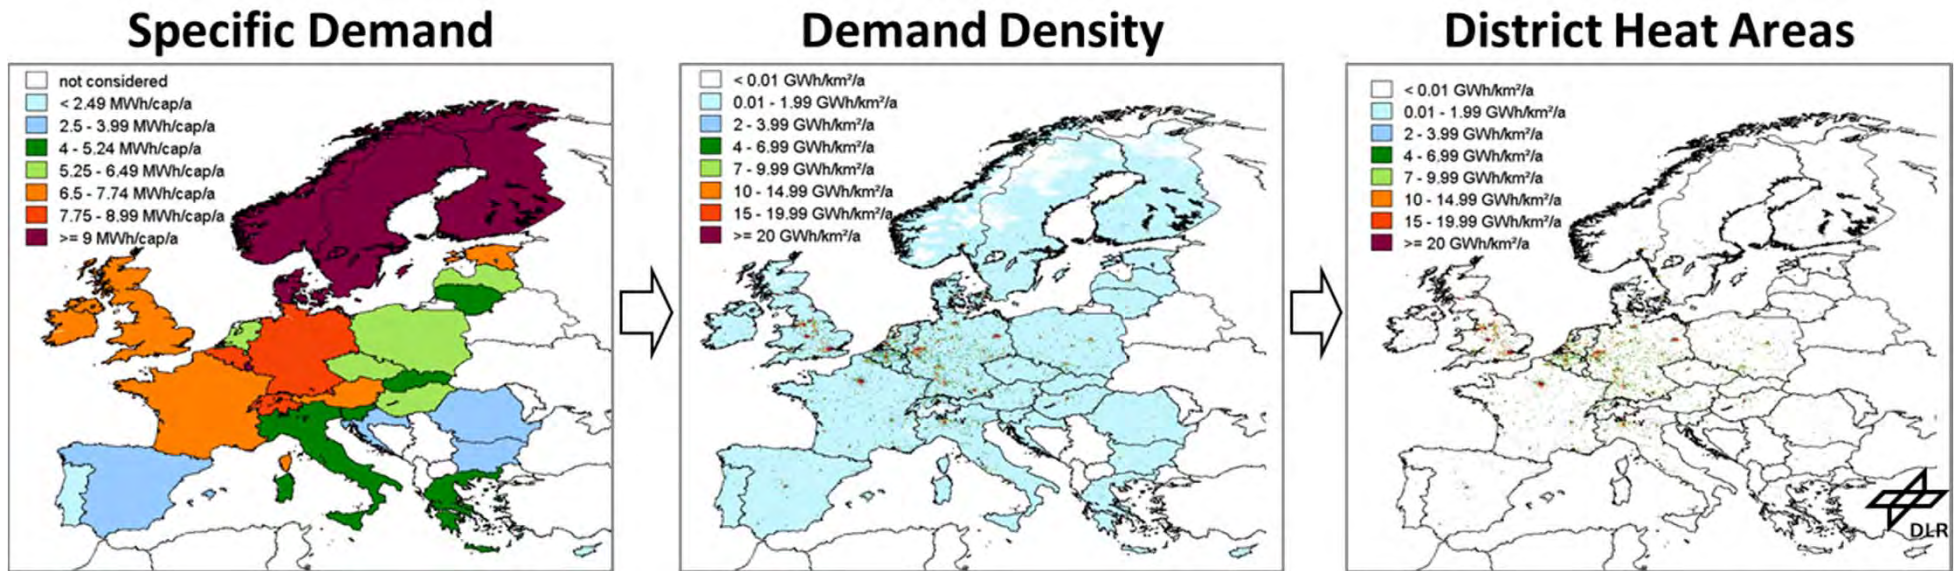 Specific Demand
not considered
< 2.49 MWh/cap/a
2.5 - 3.99 MWh/cap/a
4 - 5.24 MWh/cap/a
5.25 - 6.49 MWh/cap/a
6.5 - 7.74 MWh/cap/a
7.75 - 8.99 MWh/cap/a
>= 9 MWh/cap/a
Demand Density
< 0.01 GWh/km²/a
0.01 - 1.99 GWh/km²/a
2 - 3.99 GWh/km²/a
4 - 6.99 GWh/km²/a
7 - 9.99 GWh/km²/a
10 - 14.99 GWh/km²/a
15 - 19.99 GWh/km²/a
>= 20 GWh/km²/a
District Heat Areas
< 0.01 GWh/km²/a
0.01 - 1.99 GWh/km²/a
2 - 3.99 GWh/km²/a
4 - 6.99 GWh/km²/a
7 - 9.99 GWh/km²/a
10 - 14.99 GWh/km²/a
15 - 19.99 GWh/km²/a
>= 20 GWh/km²/a
DLR